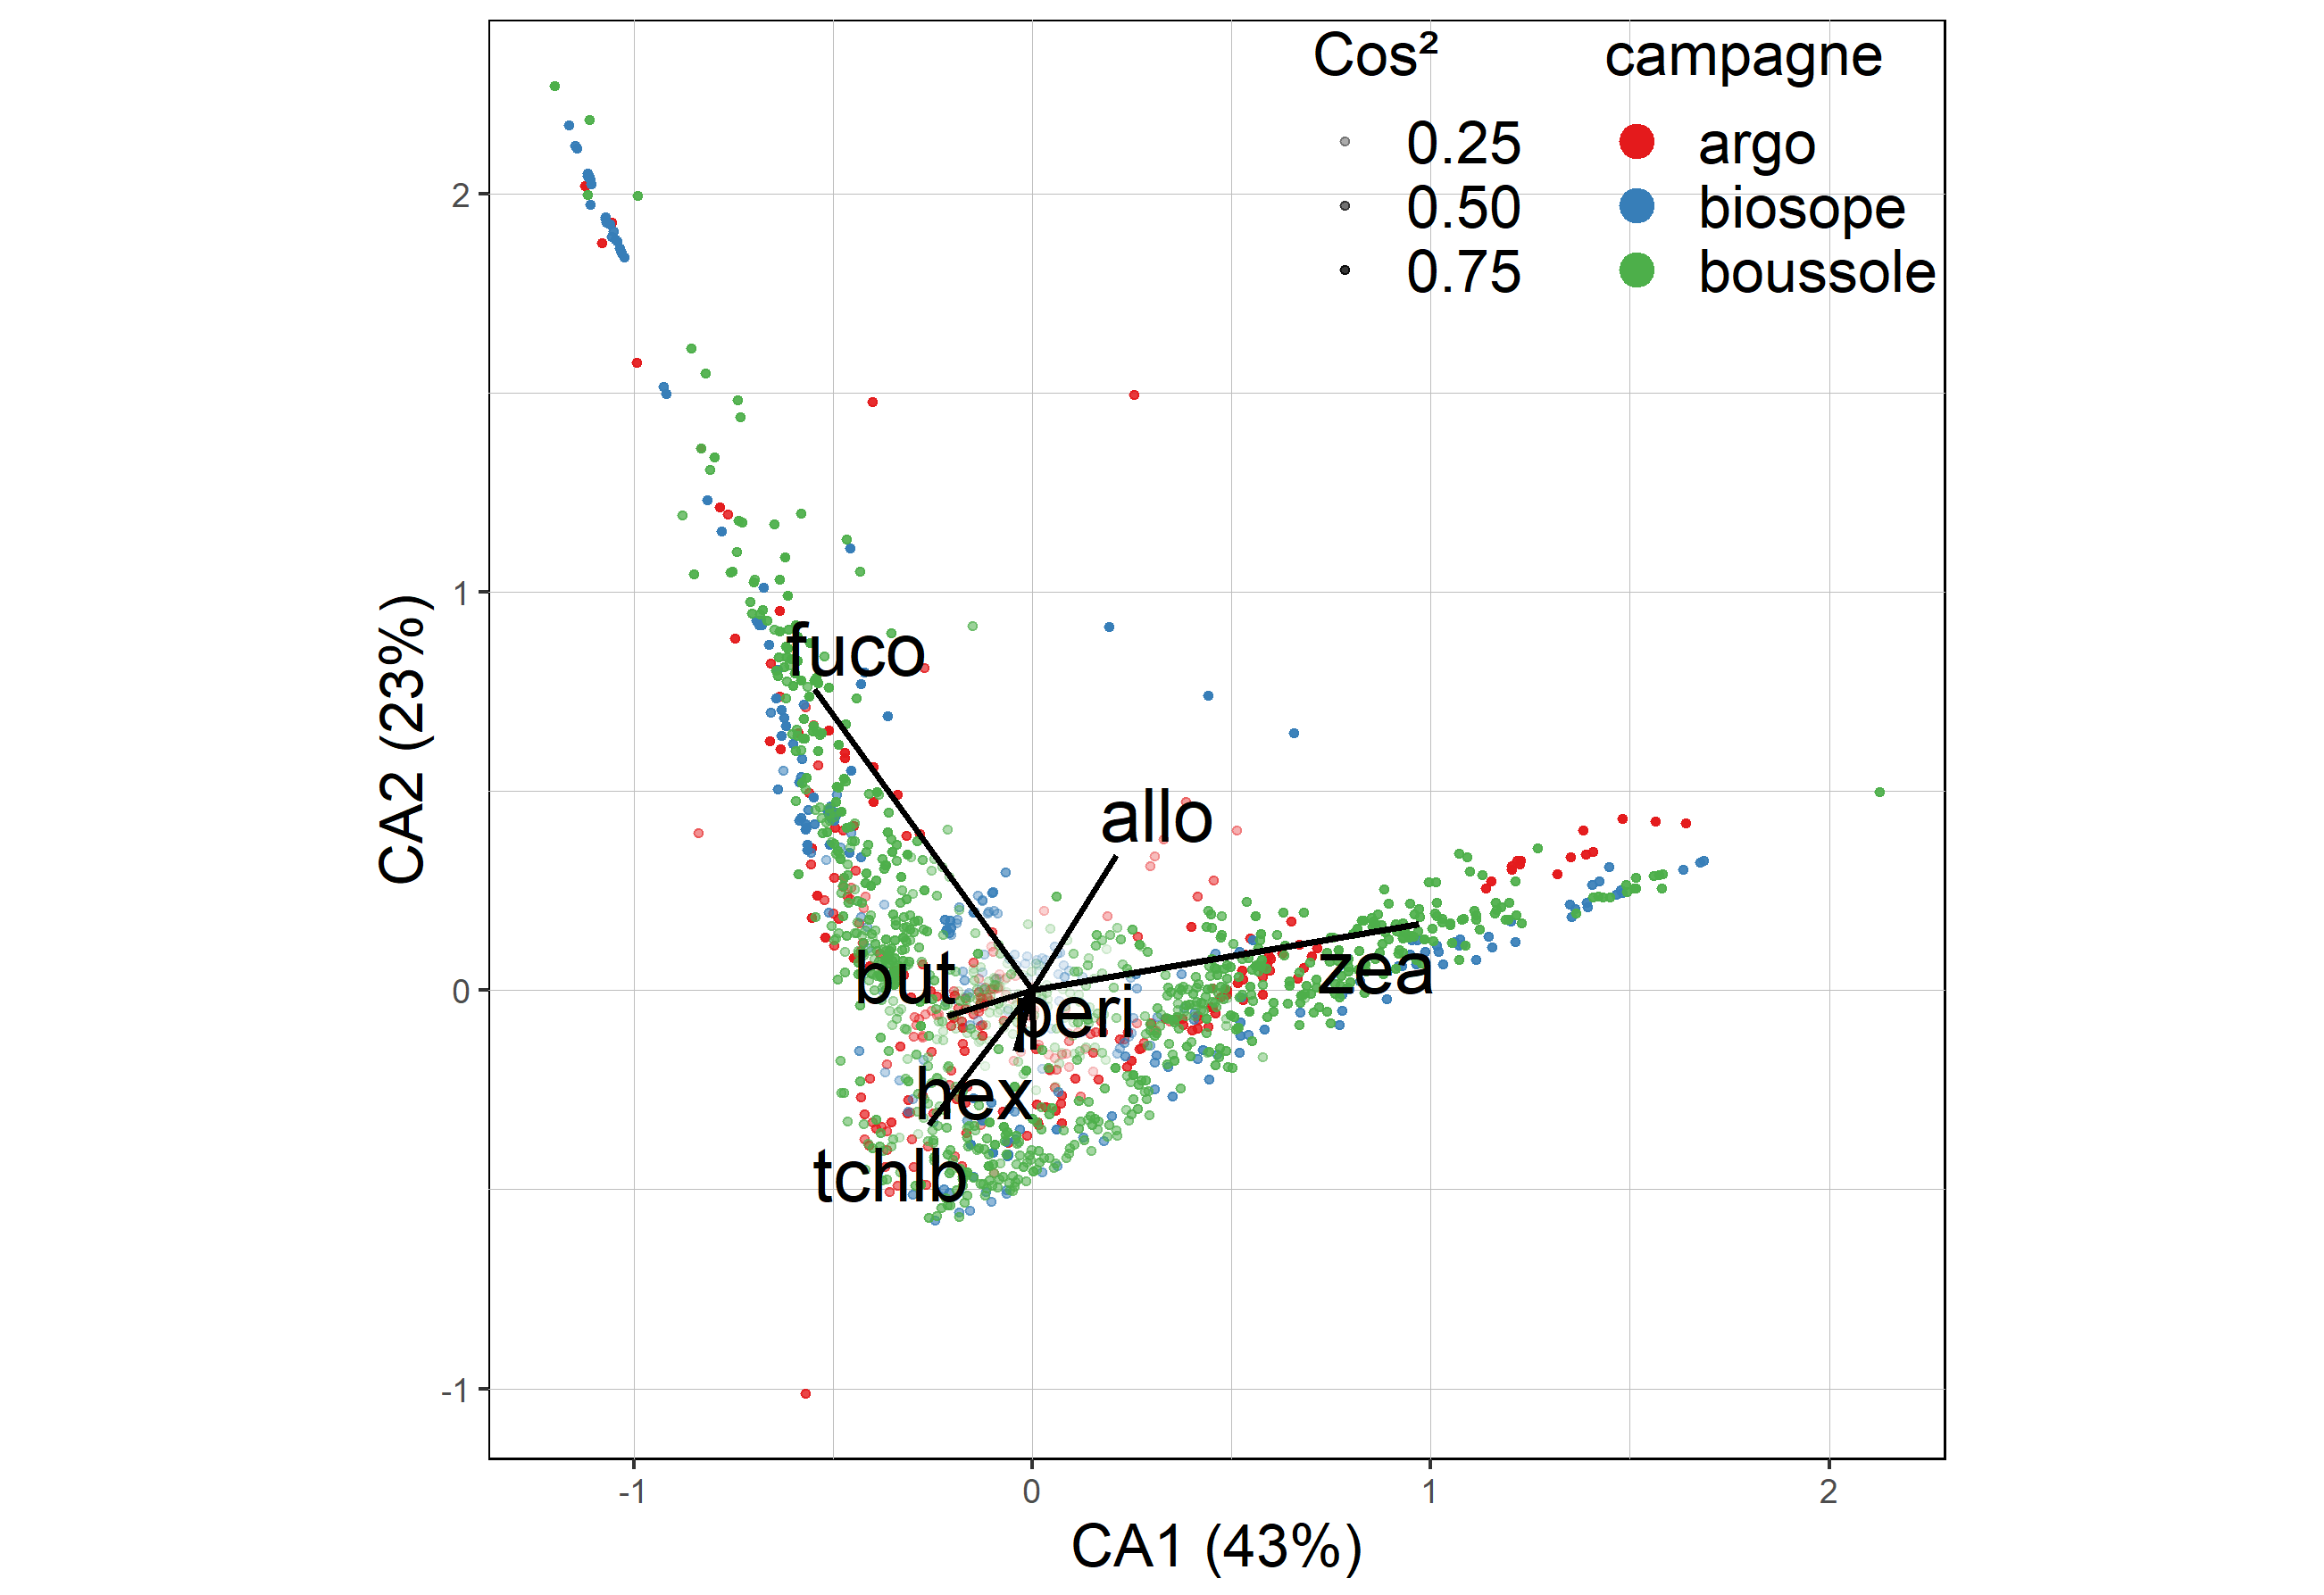 Cos² campagne
0.25 argo
0.50 biosope
0.75 boussole
2
1
0
-1
CA2 (23%)
fuco
allo
but
zea
peri
hex
tchlb
-1 0 1 2
CA1 (43%)